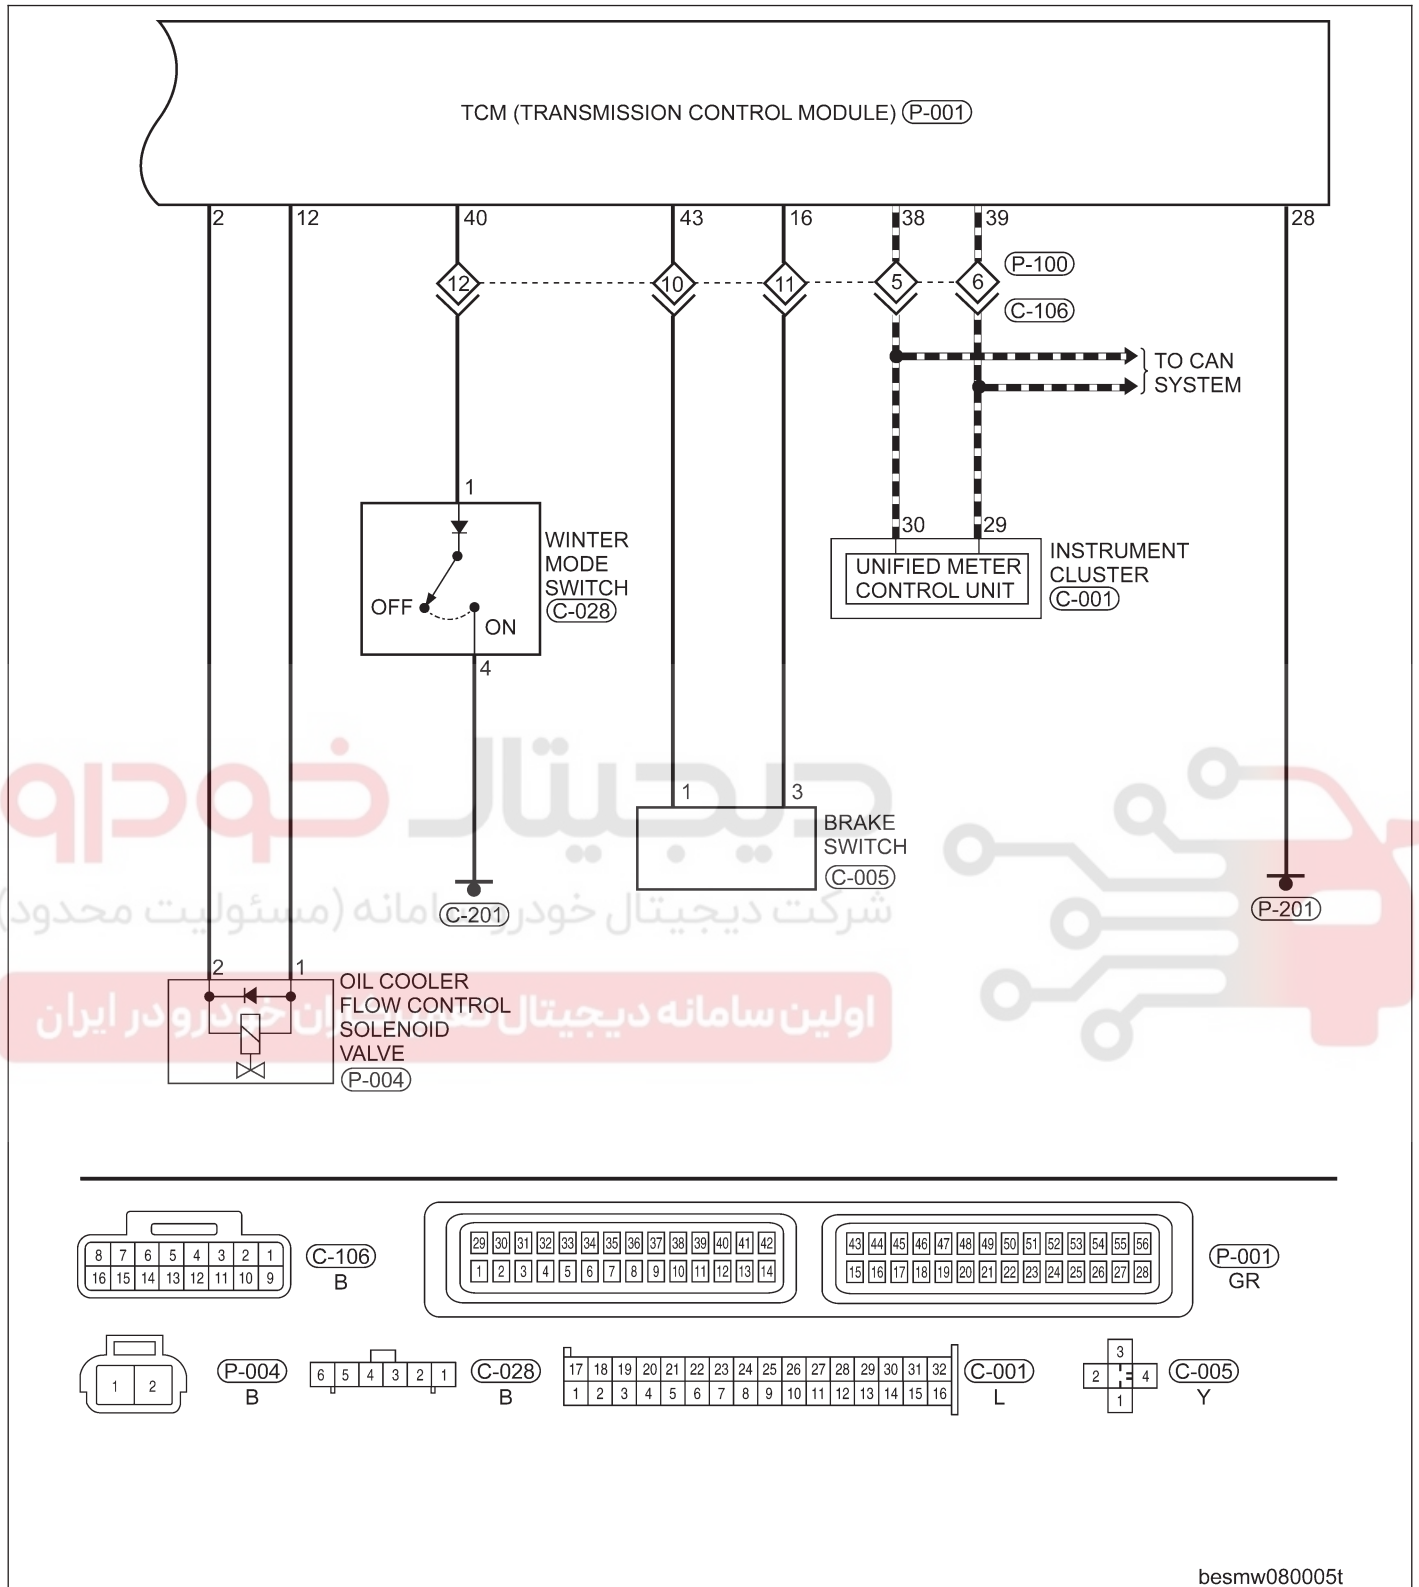 TCM (TRANSMISSION CONTROL MODULE) P-001
2 12 40 43 16 38 39 28
12 10 11 5 6
P-100
C-106
TO CAN
SYSTEM
1
30 29
WINTER
MODE
SWITCH
C-028
OFF
ON
4
UNIFIED METER
CONTROL UNIT
INSTRUMENT
CLUSTER
C-001
دیجیتال خودرو
1 3
BRAKE
SWITCH
C-005
C-201
P-201
شرکت دیجیتال خودرو سامانه (مسئولیت محدود)
2 1
OIL COOLER
FLOW CONTROL
SOLENOID
VALVE
P-004
اولین سامانه دیجیتال تعمیرکاران خودرو در ایران
8 7 6 5 4 3 2 1
16 15 14 13 12 11 10 9
C-106
B
29 30 31 32 33 34 35 36 37 38 39 40 41 42
1 2 3 4 5 6 7 8 9 10 11 12 13 14
43 44 45 46 47 48 49 50 51 52 53 54 55 56
15 16 17 18 19 20 21 22 23 24 25 26 27 28
P-001
GR
1 2
P-004
B
6 5 4 3 2 1
C-028
B
17 18 19 20 21 22 23 24 25 26 27 28 29 30 31 32
1 2 3 4 5 6 7 8 9 10 11 12 13 14 15 16
C-001
L
3
2 4
1
C-005
Y
besmw080005t